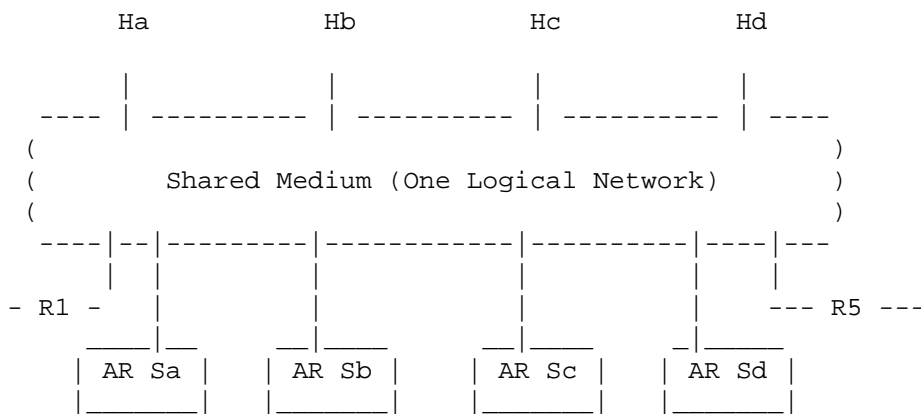 Ha Hb Hc Hd
Shared Medium (One Logical Network)
- R1 - --- R5 ---
AR Sa AR Sb AR Sc AR Sd